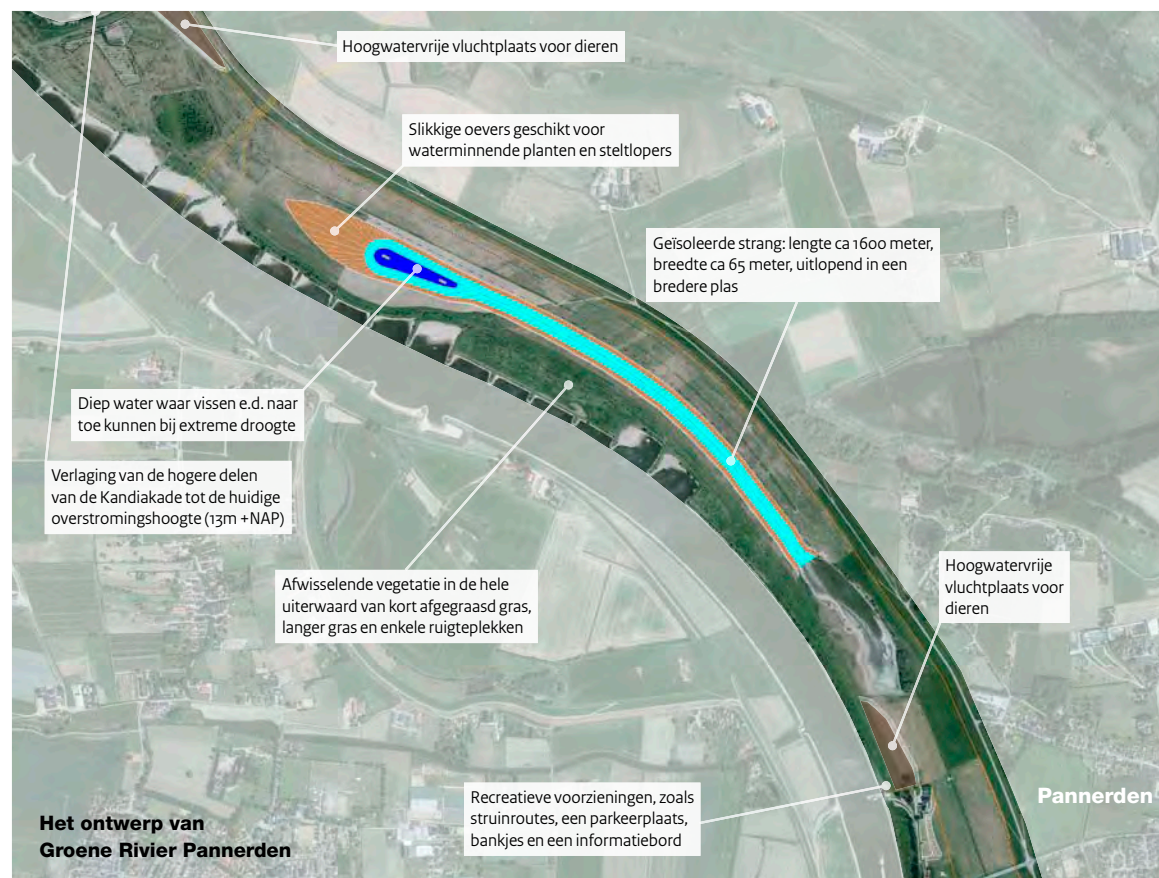 Hoogwatervrije vluchtplaats voor dieren
Slikkige oevers geschikt voor
waterminnende planten en steltlopers
Geïsoleerde strang: lengte ca 1600 meter,
breedte ca 65 meter, uitlopend in een
bredere plas
Diep water waar vissen e.d. naar
toe kunnen bij extreme droogte
Verlaging van de hogere delen
van de Kandiakade tot de huidige
overstromingshoogte (13m +NAP)
Afwisselende vegetatie in de hele
uiterwaard van kort afgegraasd gras,
langer gras en enkele ruigteplekken
Hoogwatervrije
vluchtplaats voor
dieren
Recreatieve voorzieningen, zoals
struinroutes, een parkeerplaats,
bankjes en een informatiebord
Pannerden
Het ontwerp van
Groene Rivier Pannerden